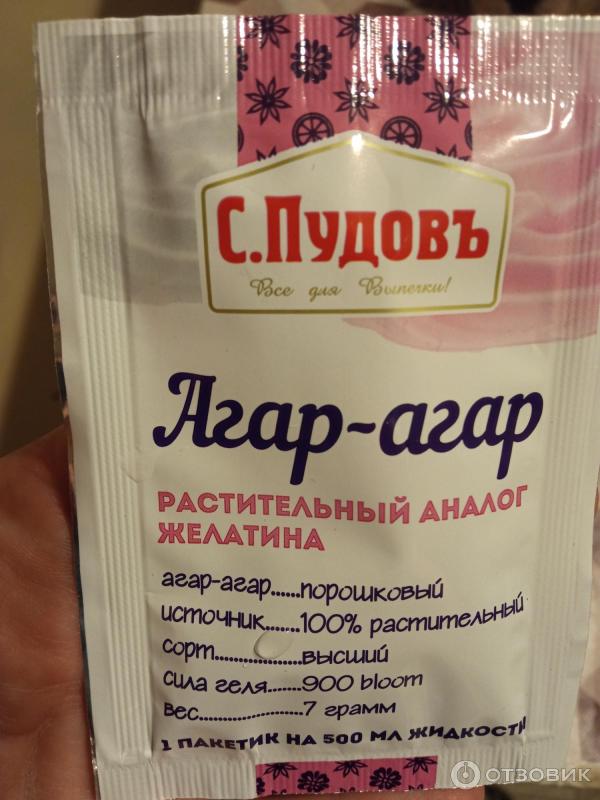 С.Пудовъ
Все для Выпечки!
Агар-агар
РАСТИТЕЛЬНЫЙ АНАЛОГ
ЖЕЛАТИНА
агар-агар......порошковый
источник.......100% растительный
сорт....................высший
сила геля.......900 bloom
вес........................7 грамм
1 ПАКЕТИК НА 500 МЛ ЖИДКОСТИ
ОТЗОВИК